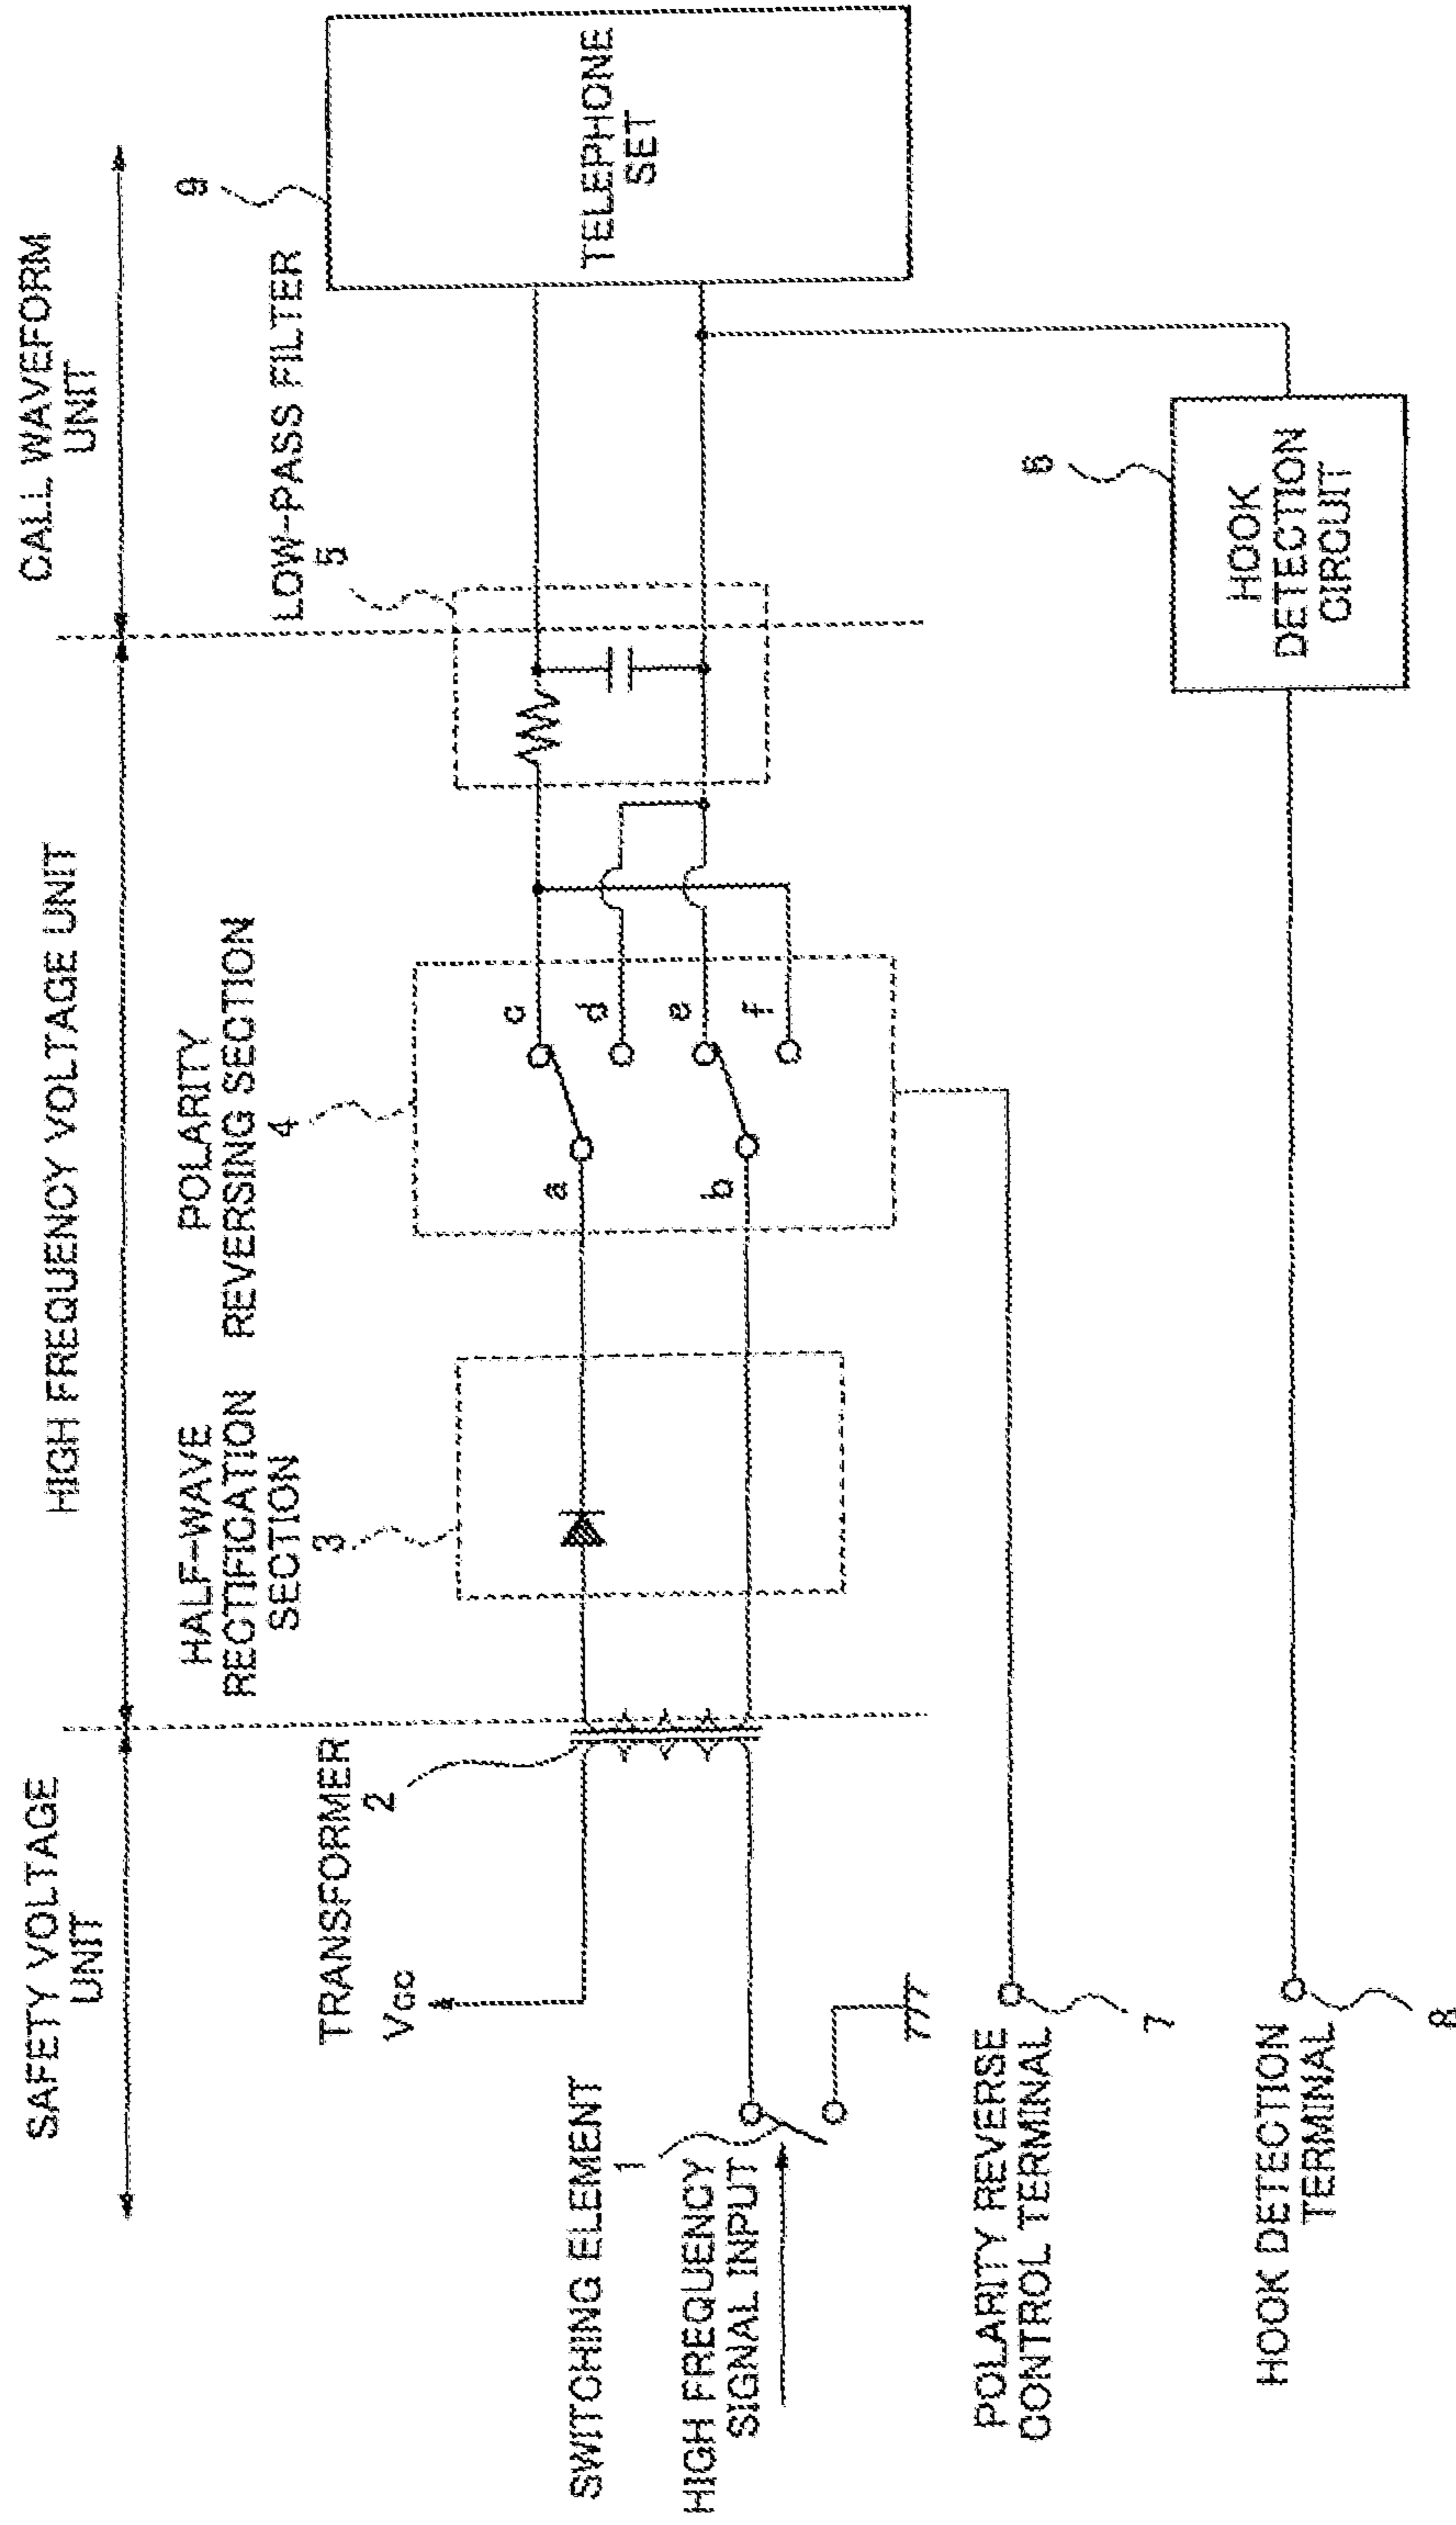 SAFETY VOLTAGE
UNIT
HIGH FREQUENCY VOLTAGE UNIT
CALL WAVEFORM
UNIT
TRANSFORMER
2
HALF-WAVE
RECTIFICATION
SECTION
3
POLARITY
REVERSING SECTION
4
LOW-PASS FILTER
5
9
TELEPHONE
SET
VGC
SWITCHING ELEMENT
1
HIGH FREQUENCY
SIGNAL INPUT
a
b
c
d
e
f
POLARITY REVERSE
CONTROL TERMINAL
7
HOOK DETECTION
TERMINAL
8
6
HOOK
DETECTION
CIRCUIT